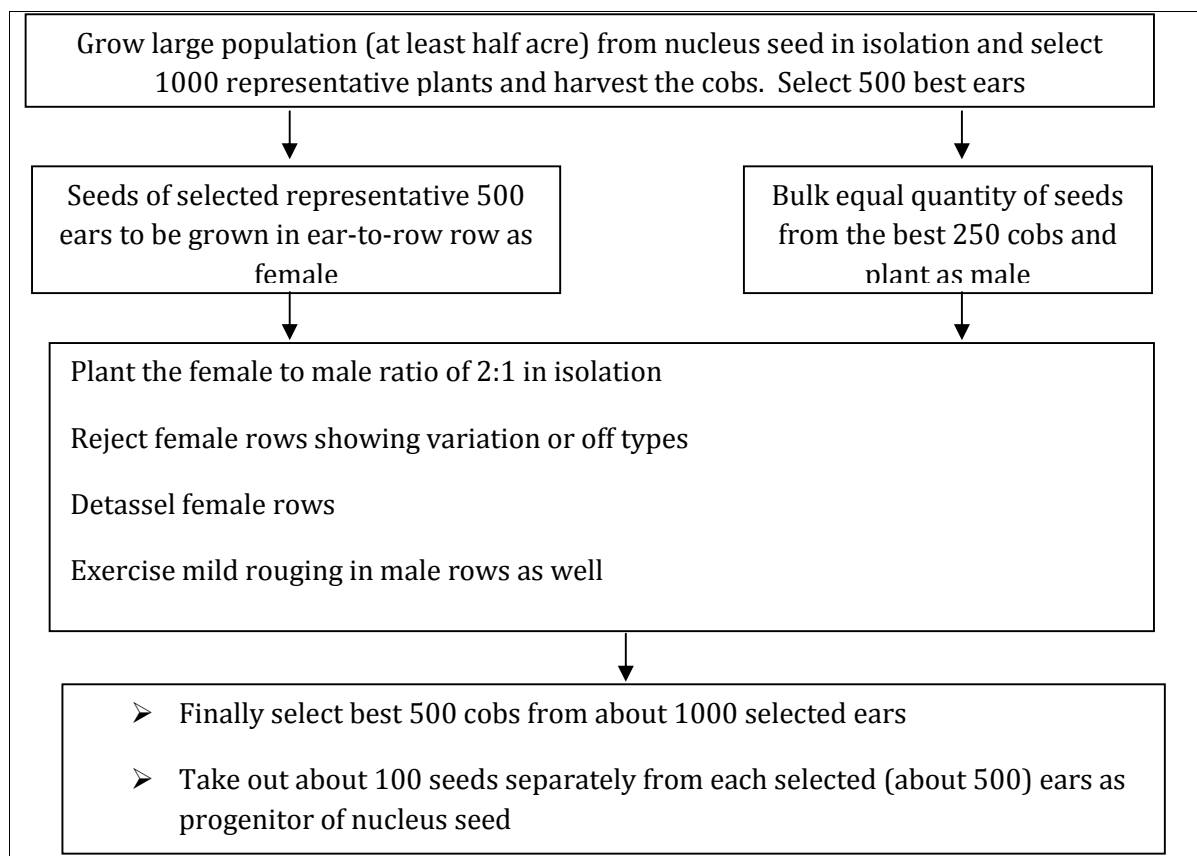 Grow large population (at least half acre) from nucleus seed in isolation and select
1000 representative plants and harvest the cobs.  Select 500 best ears
Seeds of selected representative 500
ears to be grown in ear-to-row row as
female
Bulk equal quantity of seeds
from the best 250 cobs and
plant as male
Plant the female to male ratio of 2:1 in isolation
Reject female rows showing variation or off types
Detassel female rows
Exercise mild rouging in male rows as well
➢ Finally select best 500 cobs from about 1000 selected ears
➢ Take out about 100 seeds separately from each selected (about 500) ears as
progenitor of nucleus seed